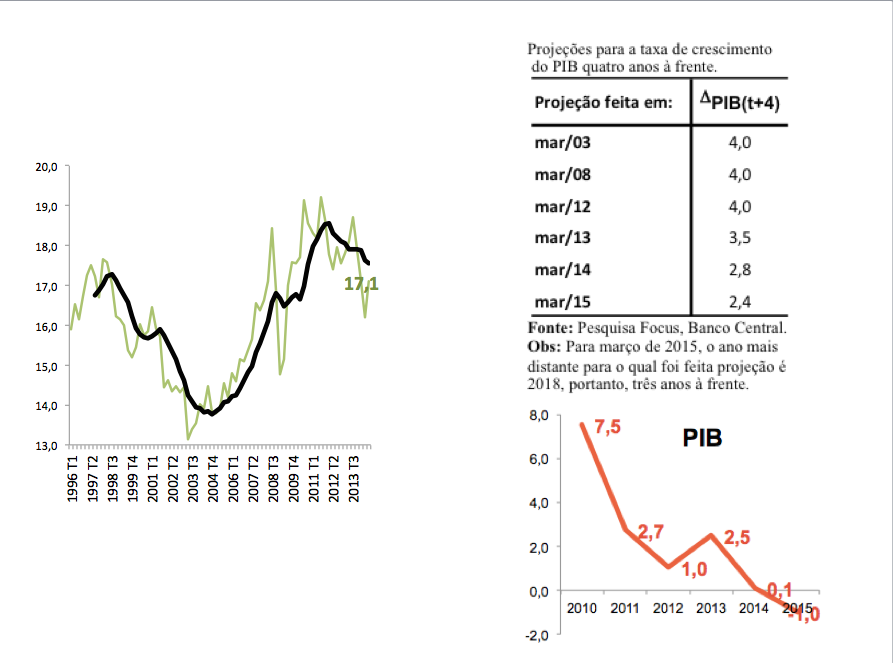 20,0
19,0
18,0
17,0
16,0
15,0
14,0
13,0
17,1
1996 T1
1997 T2
1998 T3
1999 T4
2001 T1
2002 T2
2003 T3
2004 T4
2006 T1
2007 T2
2008 T3
2009 T4
2011 T1
2012 T2
2013 T3
Projeções para a taxa de crescimento
do PIB quatro anos à frente.
Projeção feita em: ΔPIB(t+4)
mar/03 4,0
mar/08 4,0
mar/12 4,0
mar/13 3,5
mar/14 2,8
mar/15 2,4
Fonte: Pesquisa Focus, Banco Central.
Obs: Para março de 2015, o ano mais
distante para o qual foi feita projeção é
2018, portanto, três anos à frente.
PIB
8,0
6,0
4,0
2,0
0,0
-2,0
7,5
2,7
1,0
2,5
0,1
-1,0
2010 2011 2012 2013 2014 2015